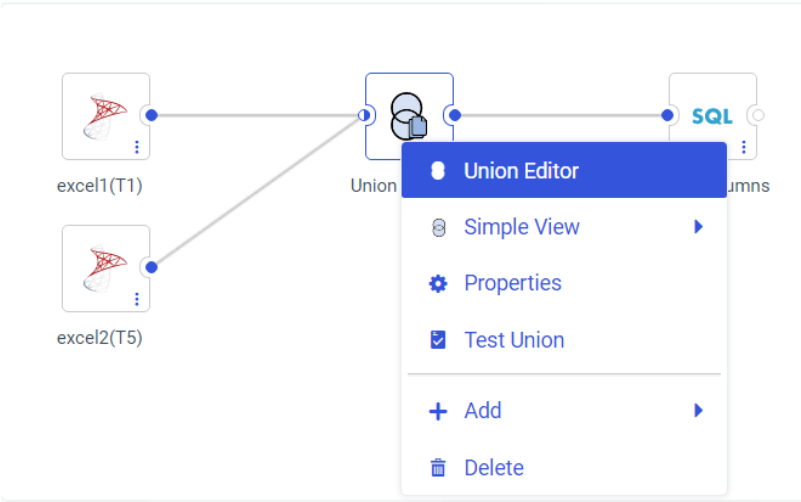 SQL
excel1(T1)
Union
umns
Union Editor
Simple View
Properties
excel2(T5)
Test Union
Add
Delete